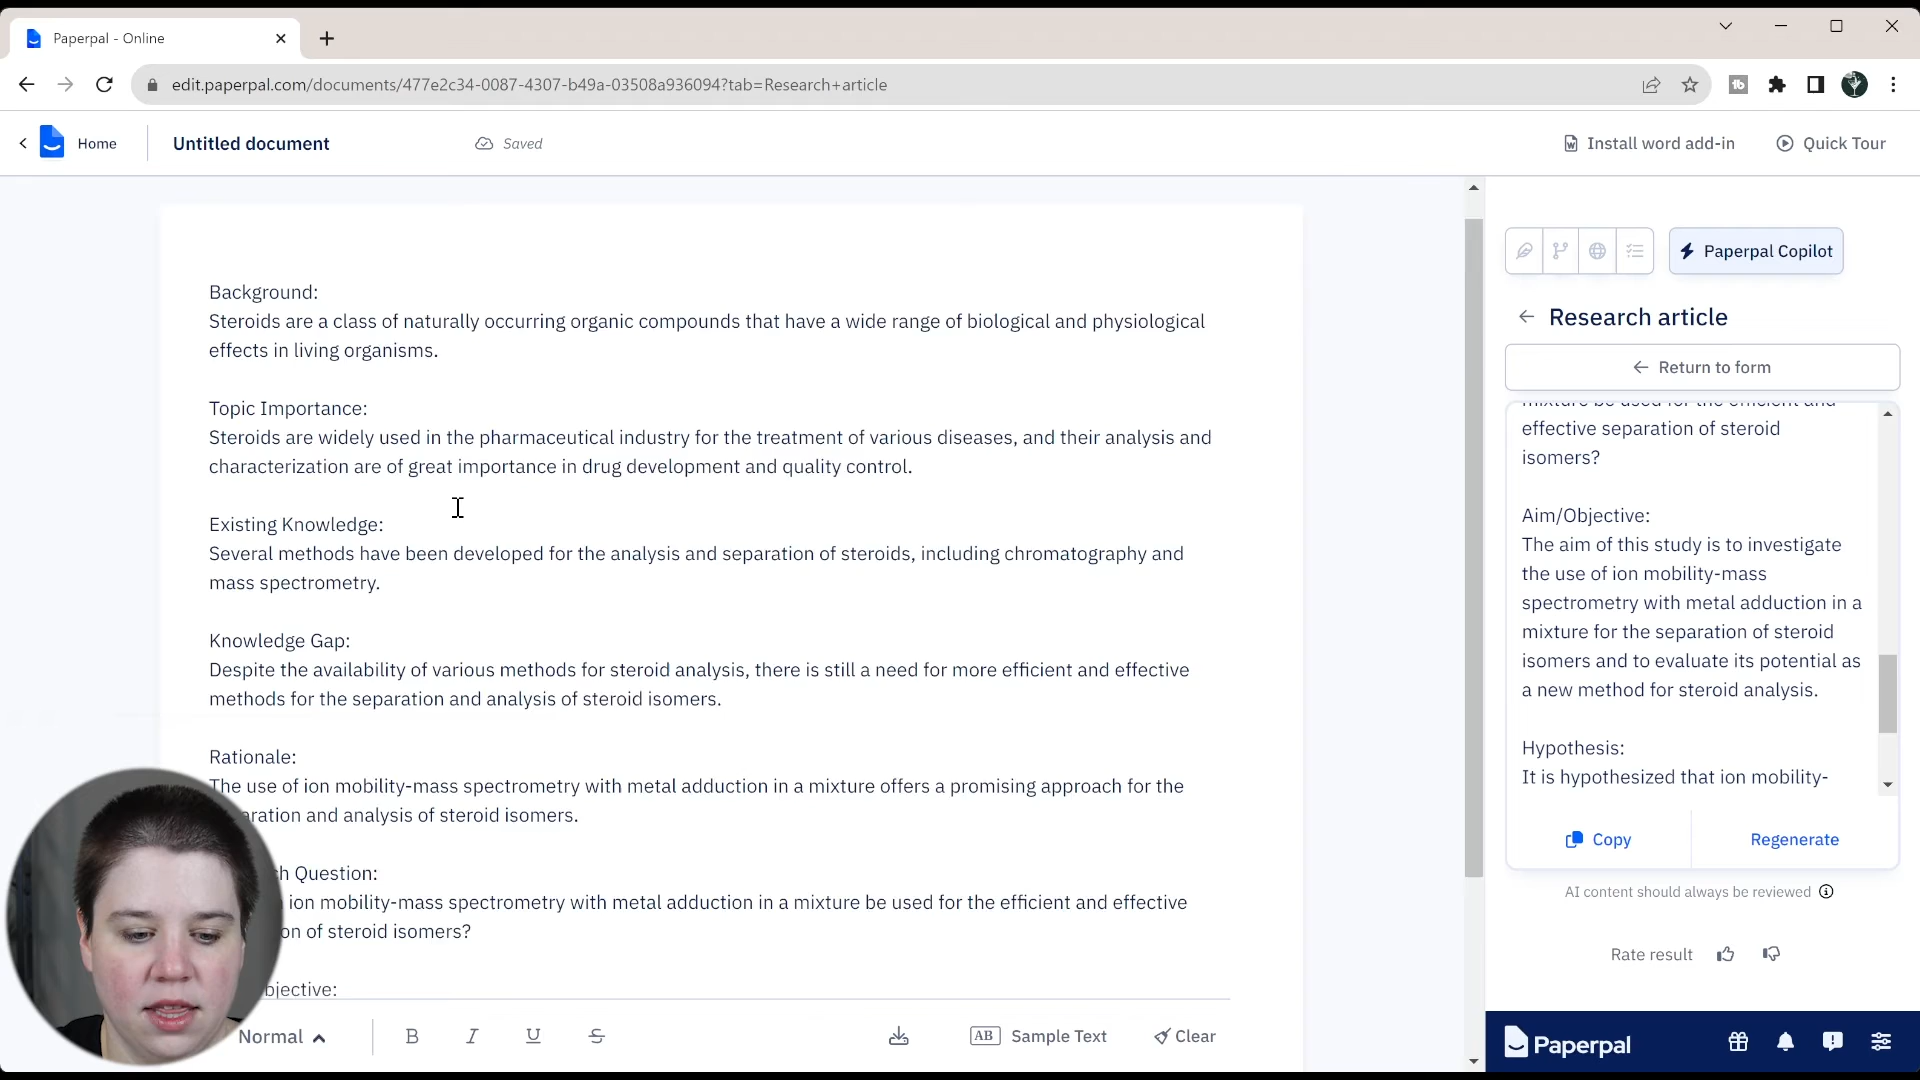 Paperpal - Online
edit.paperpal.com/documents/477e2c34-0087-4307-b49a-03508a936094?tab=Research+article
Home
Untitled document
Saved
Install word add-in
Quick Tour
Background:
Steroids are a class of naturally occurring organic compounds that have a wide range of biological and physiological
effects in living organisms.
Topic Importance:
Steroids are widely used in the pharmaceutical industry for the treatment of various diseases, and their analysis and
characterization are of great importance in drug development and quality control.
Existing Knowledge:
Several methods have been developed for the analysis and separation of steroids, including chromatography and
mass spectrometry.
Knowledge Gap:
Despite the availability of various methods for steroid analysis, there is still a need for more efficient and effective
methods for the separation and analysis of steroid isomers.
Rationale:
The use of ion mobility-mass spectrometry with metal adduction in a mixture offers a promising approach for the
aration and analysis of steroid isomers.
h Question:
ion mobility-mass spectrometry with metal adduction in a mixture be used for the efficient and effective
on of steroid isomers?
bjective:
Normal
B
I
U
S
AB
Sample Text
Clear
Paperpal Copilot
Research article
Return to form
mixture be used for the efficient and
effective separation of steroid
isomers?
Aim/Objective:
The aim of this study is to investigate
the use of ion mobility-mass
spectrometry with metal adduction in a
mixture for the separation of steroid
isomers and to evaluate its potential as
a new method for steroid analysis.
Hypothesis:
It is hypothesized that ion mobility-
Copy
Regenerate
AI content should always be reviewed
Rate result
Paperpal